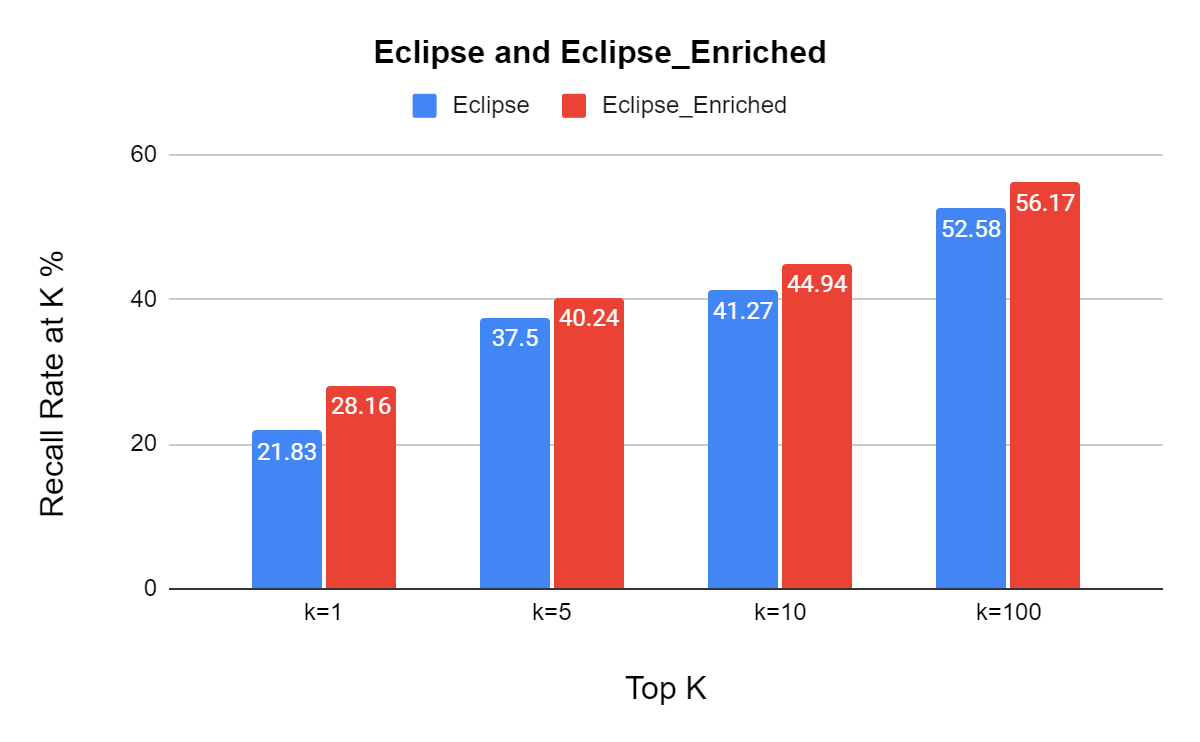 Eclipse and Eclipse_Enriched
Eclipse Eclipse_Enriched
Recall Rate at K %
60
40
20
0
21.83 28.16 37.5 40.24 41.27 44.94 52.58 56.17
k=1 k=5 k=10 k=100
Top K